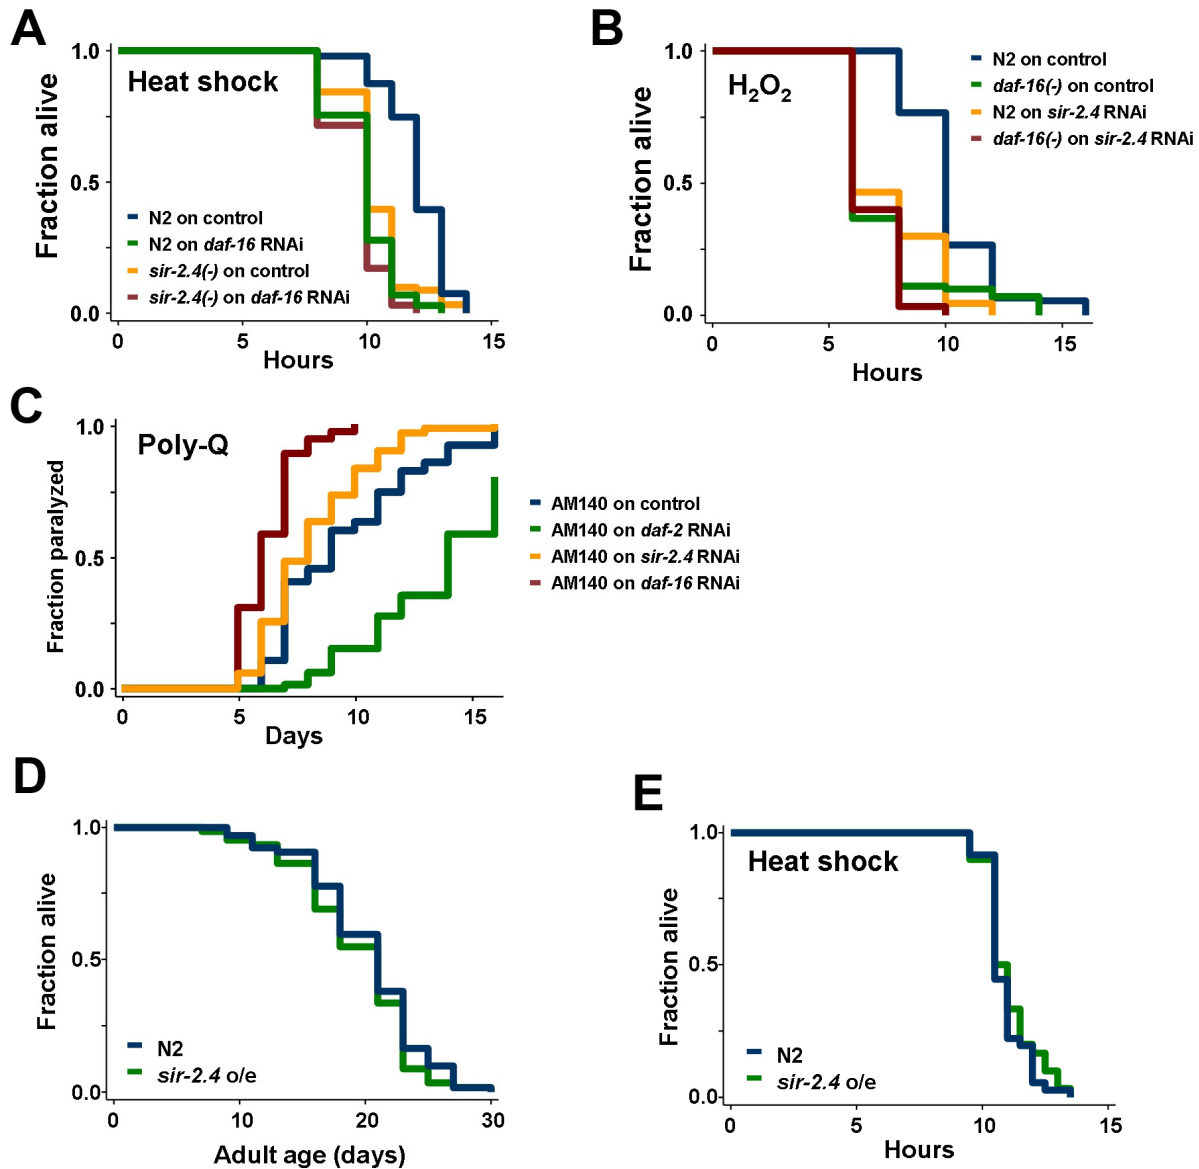 A
Heat shock
Fraction alive
1.0
0.5
0.0
N2 on control
N2 on daf-16 RNAi
sir-2.4(-) on control
sir-2.4(-) on daf-16 RNAi
0 5 10 15
Hours
B
H₂O₂
Fraction alive
1.0
0.5
0.0
N2 on control
daf-16(-) on control
N2 on sir-2.4 RNAi
daf-16(-) on sir-2.4 RNAi
0 5 10 15
Hours
C
Poly-Q
Fraction paralyzed
1.0
0.5
0.0
AM140 on control
AM140 on daf-2 RNAi
AM140 on sir-2.4 RNAi
AM140 on daf-16 RNAi
0 5 10 15
Days
D
Fraction alive
1.0
0.5
0.0
N2
sir-2.4 o/e
0 10 20 30
Adult age (days)
E
Heat shock
Fraction alive
1.0
0.5
0.0
N2
sir-2.4 o/e
0 5 10 15
Hours